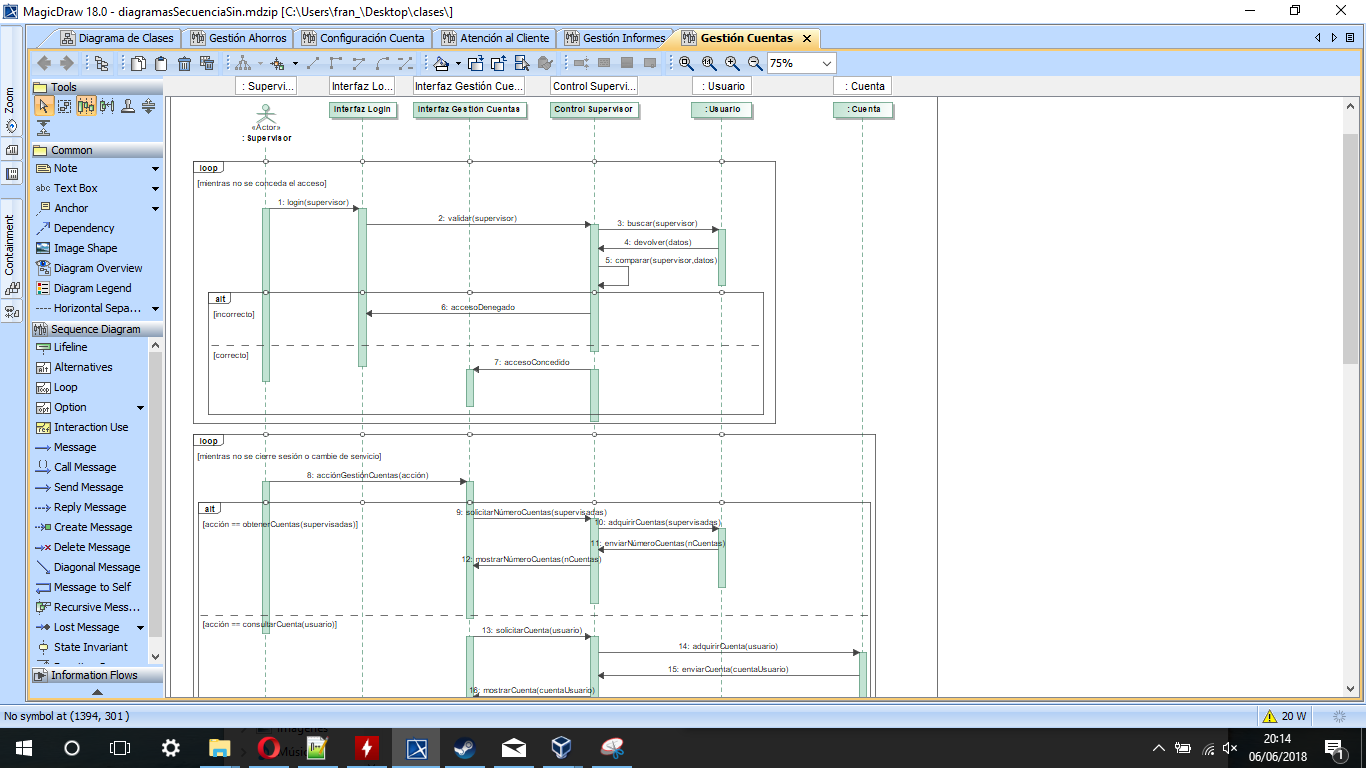 MagicDraw 18.0 - diagramasSecuenciaSin.mdzip [C:\Users\fran_\Desktop\clases\]
Diagrama de Clases
Gestión Ahorros
Configuración Cuenta
Atención al Cliente
Gestión Informes
Gestión Cuentas
75%
Zoom
Containment
Tools
Common
Note
abc Text Box
Anchor
Dependency
Image Shape
Diagram Overview
Diagram Legend
Horizontal Sepa...
Sequence Diagram
Lifeline
Alternatives
Loop
Option
Interaction Use
Message
Call Message
Send Message
Reply Message
Create Message
Delete Message
Diagonal Message
Message to Self
Recursive Mess...
Lost Message
State Invariant
Information Flows
: Supervi...
Interfaz Lo...
Interfaz Gestión Cue...
Control Supervi...
: Usuario
: Cuenta
«Actor»
: Supervisor
Interfaz Login
Interfaz Gestión Cuentas
Control Supervisor
: Usuario
: Cuenta
loop
[mientras no se conceda el acceso]
1: login(supervisor)
2: validar(supervisor)
3: buscar(supervisor)
4: devolver(datos)
5: comparar(supervisor,datos)
alt
[incorrecto]
6: accesoDenegado
[correcto]
7: accesoConcedido
loop
[mientras no se cierre sesión o cambie de servicio]
8: acciónGestiónCuentas(acción)
alt
[acción == obtenerCuentas(supervisadas)]
9: solicitarNúmeroCuentas(supervisadas)
10: adquirirCuentas(supervisadas)
11: enviarNúmeroCuentas(nCuentas)
12: mostrarNúmeroCuentas(nCuentas)
[acción == consultarCuenta(usuario)]
13: solicitarCuenta(usuario)
14: adquirirCuenta(usuario)
15: enviarCuenta(cuentaUsuario)
16: mostrarCuenta(cuentaUsuario)
No symbol at (1394, 301 )
20 W
20:14
06/06/2018
1